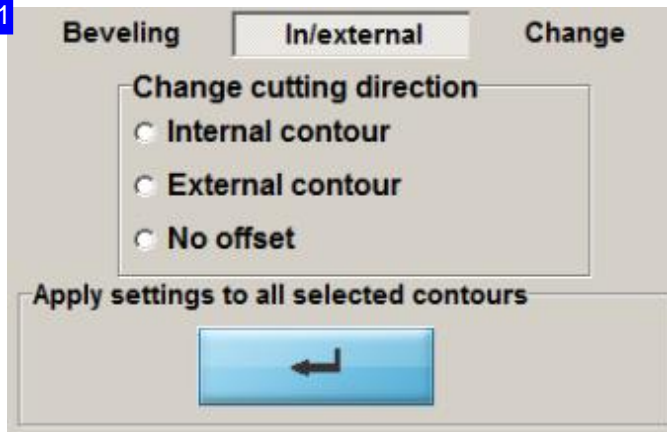 1
Beveling In/external Change
Change cutting direction
Internal contour
External contour
No offset
Apply settings to all selected contours